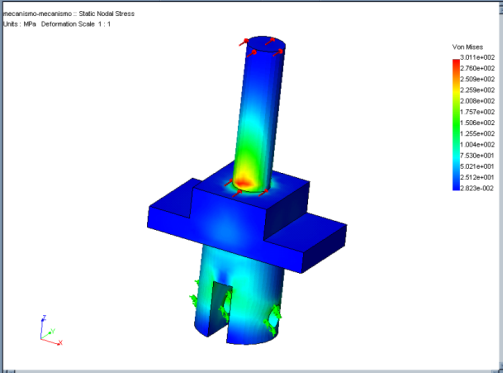 mecanismo-mecanismo :: Static Nodal Stress
Units : MPa Deformation Scale 1 : 1
Von Mises
3.011e+002
2.760e+002
2.509e+002
2.259e+002
2.008e+002
1.757e+002
1.506e+002
1.255e+002
1.004e+002
7.530e+001
5.021e+001
2.512e+001
2.823e-002
Z
Y
X